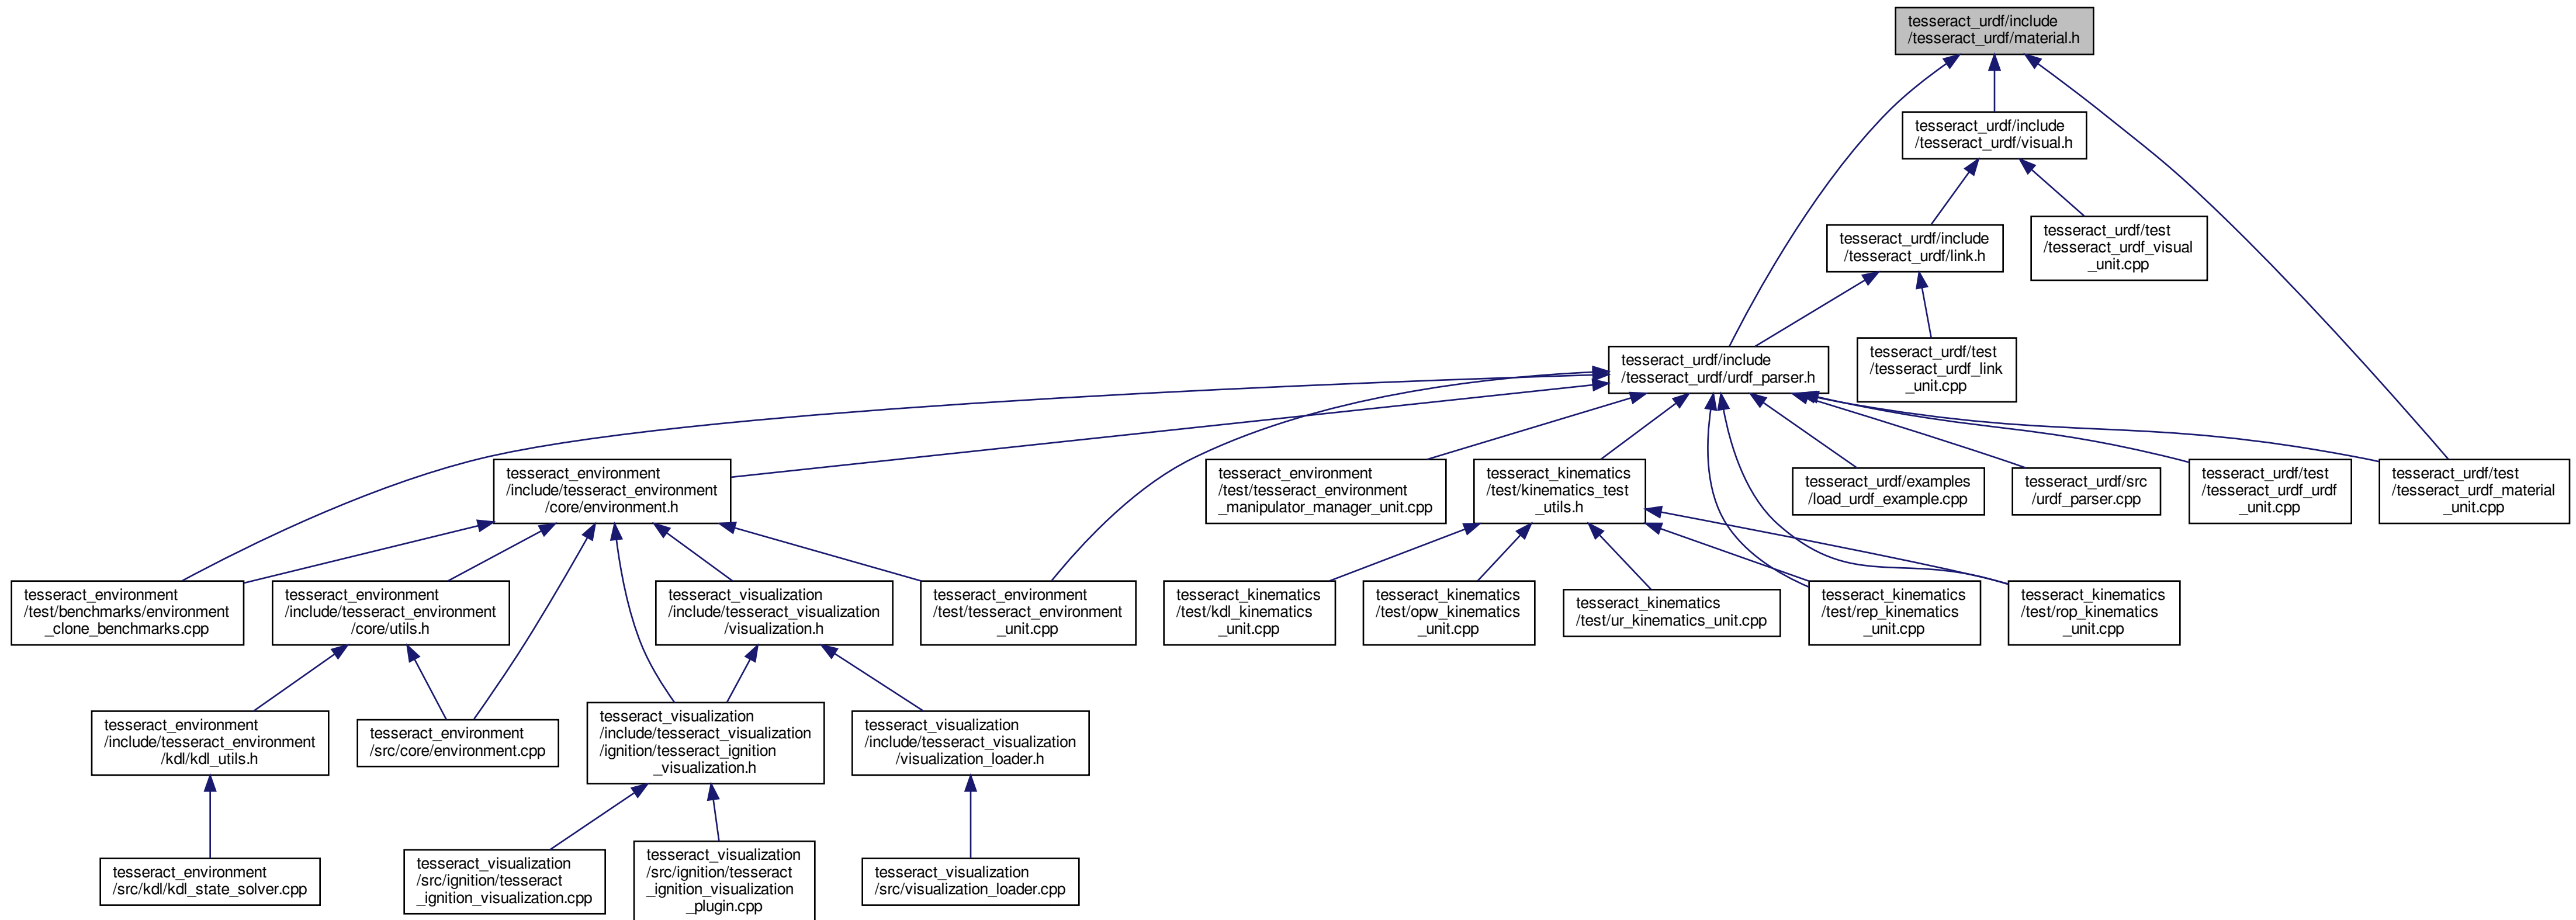 tesseract_urdf/include
/tesseract_urdf/material.h
tesseract_urdf/include
/tesseract_urdf/visual.h
tesseract_urdf/include
/tesseract_urdf/link.h
tesseract_urdf/test
/tesseract_urdf_visual
_unit.cpp
tesseract_urdf/include
/tesseract_urdf/urdf_parser.h
tesseract_urdf/test
/tesseract_urdf_link
_unit.cpp
tesseract_environment
/include/tesseract_environment
/core/environment.h
tesseract_environment
/test/tesseract_environment
_manipulator_manager_unit.cpp
tesseract_kinematics
/test/kinematics_test
_utils.h
tesseract_urdf/examples
/load_urdf_example.cpp
tesseract_urdf/src
/urdf_parser.cpp
tesseract_urdf/test
/tesseract_urdf_urdf
_unit.cpp
tesseract_urdf/test
/tesseract_urdf_material
_unit.cpp
tesseract_environment
/test/benchmarks/environment
_clone_benchmarks.cpp
tesseract_environment
/include/tesseract_environment
/core/utils.h
tesseract_visualization
/include/tesseract_visualization
/visualization.h
tesseract_environment
/test/tesseract_environment
_unit.cpp
tesseract_kinematics
/test/kdl_kinematics
_unit.cpp
tesseract_kinematics
/test/opw_kinematics
_unit.cpp
tesseract_kinematics
/test/ur_kinematics_unit.cpp
tesseract_kinematics
/test/rep_kinematics
_unit.cpp
tesseract_kinematics
/test/rop_kinematics
_unit.cpp
tesseract_environment
/include/tesseract_environment
/kdl/kdl_utils.h
tesseract_environment
/src/core/environment.cpp
tesseract_visualization
/include/tesseract_visualization
/ignition/tesseract_ignition
_visualization.h
tesseract_visualization
/include/tesseract_visualization
/visualization_loader.h
tesseract_environment
/src/kdl/kdl_state_solver.cpp
tesseract_visualization
/src/ignition/tesseract
_ignition_visualization.cpp
tesseract_visualization
/src/ignition/tesseract
_ignition_visualization
_plugin.cpp
tesseract_visualization
/src/visualization_loader.cpp